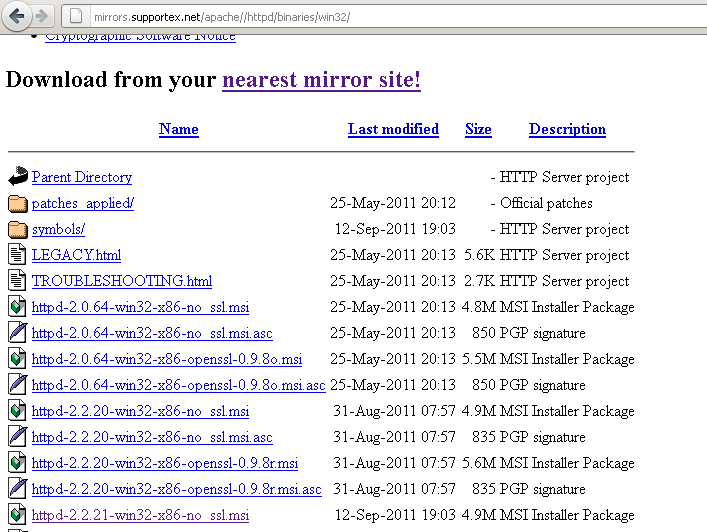 mirrors.supportex.net/apache//httpd/binaries/win32/
Cryptographic Software Notice
Download from your nearest mirror site!
Name Last modified Size Description
Parent Directory - HTTP Server project
patches_applied/ 25-May-2011 20:12 - Official patches
symbols/ 12-Sep-2011 19:03 - HTTP Server project
LEGACY.html 25-May-2011 20:13 5.6K HTTP Server project
TROUBLESHOOTING.html 25-May-2011 20:13 2.7K HTTP Server project
httpd-2.0.64-win32-x86-no_ssl.msi 25-May-2011 20:13 4.8M MSI Installer Package
httpd-2.0.64-win32-x86-no_ssl.msi.asc 25-May-2011 20:13 850 PGP signature
httpd-2.0.64-win32-x86-openssl-0.9.8o.msi 25-May-2011 20:13 5.5M MSI Installer Package
httpd-2.0.64-win32-x86-openssl-0.9.8o.msi.asc 25-May-2011 20:13 850 PGP signature
httpd-2.2.20-win32-x86-no_ssl.msi 31-Aug-2011 07:57 4.9M MSI Installer Package
httpd-2.2.20-win32-x86-no_ssl.msi.asc 31-Aug-2011 07:57 835 PGP signature
httpd-2.2.20-win32-x86-openssl-0.9.8r.msi 31-Aug-2011 07:57 5.6M MSI Installer Package
httpd-2.2.20-win32-x86-openssl-0.9.8r.msi.asc 31-Aug-2011 07:57 835 PGP signature
httpd-2.2.21-win32-x86-no_ssl.msi 12-Sep-2011 19:03 4.9M MSI Installer Package